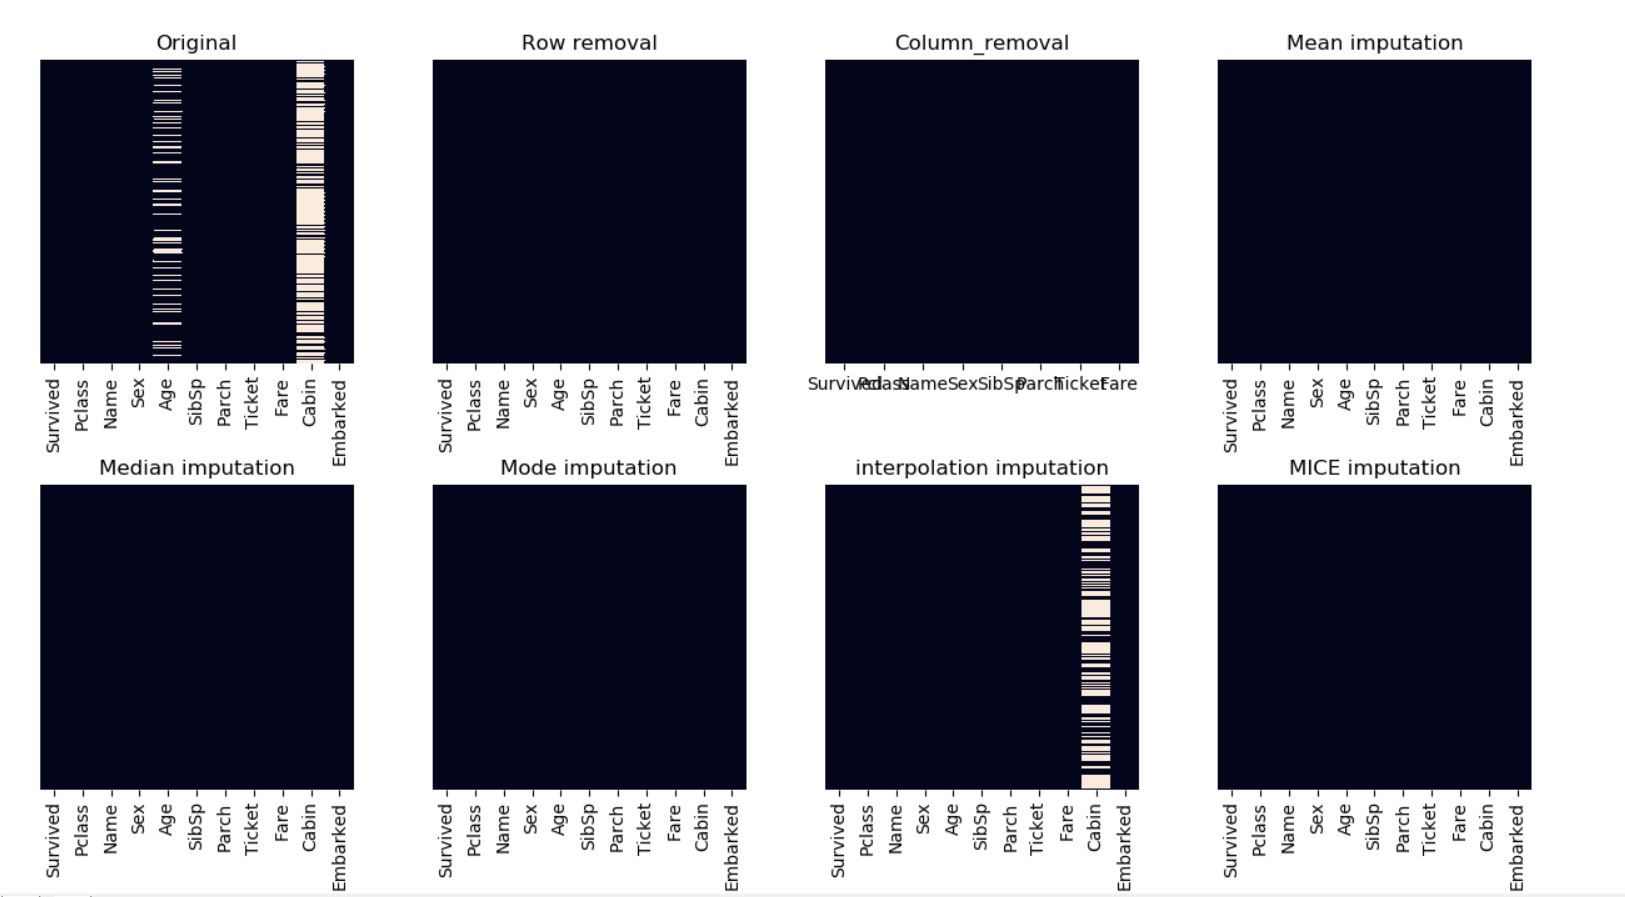 Original Row removal Column_removal Mean imputation
Survived Pclass Name Sex Age SibSp Parch Ticket Fare Cabin Embarked
Survived Pclass Name Sex Age SibSp Parch Ticket Fare Cabin Embarked
Survived Pclass Name Sex SibSp Parch Ticket Fare
Survived Pclass Name Sex Age SibSp Parch Ticket Fare Cabin Embarked
Median imputation Mode imputation interpolation imputation MICE imputation
Survived Pclass Name Sex Age SibSp Parch Ticket Fare Cabin Embarked
Survived Pclass Name Sex Age SibSp Parch Ticket Fare Cabin Embarked
Survived Pclass Name Sex Age SibSp Parch Ticket Fare Cabin Embarked
Survived Pclass Name Sex Age SibSp Parch Ticket Fare Cabin Embarked